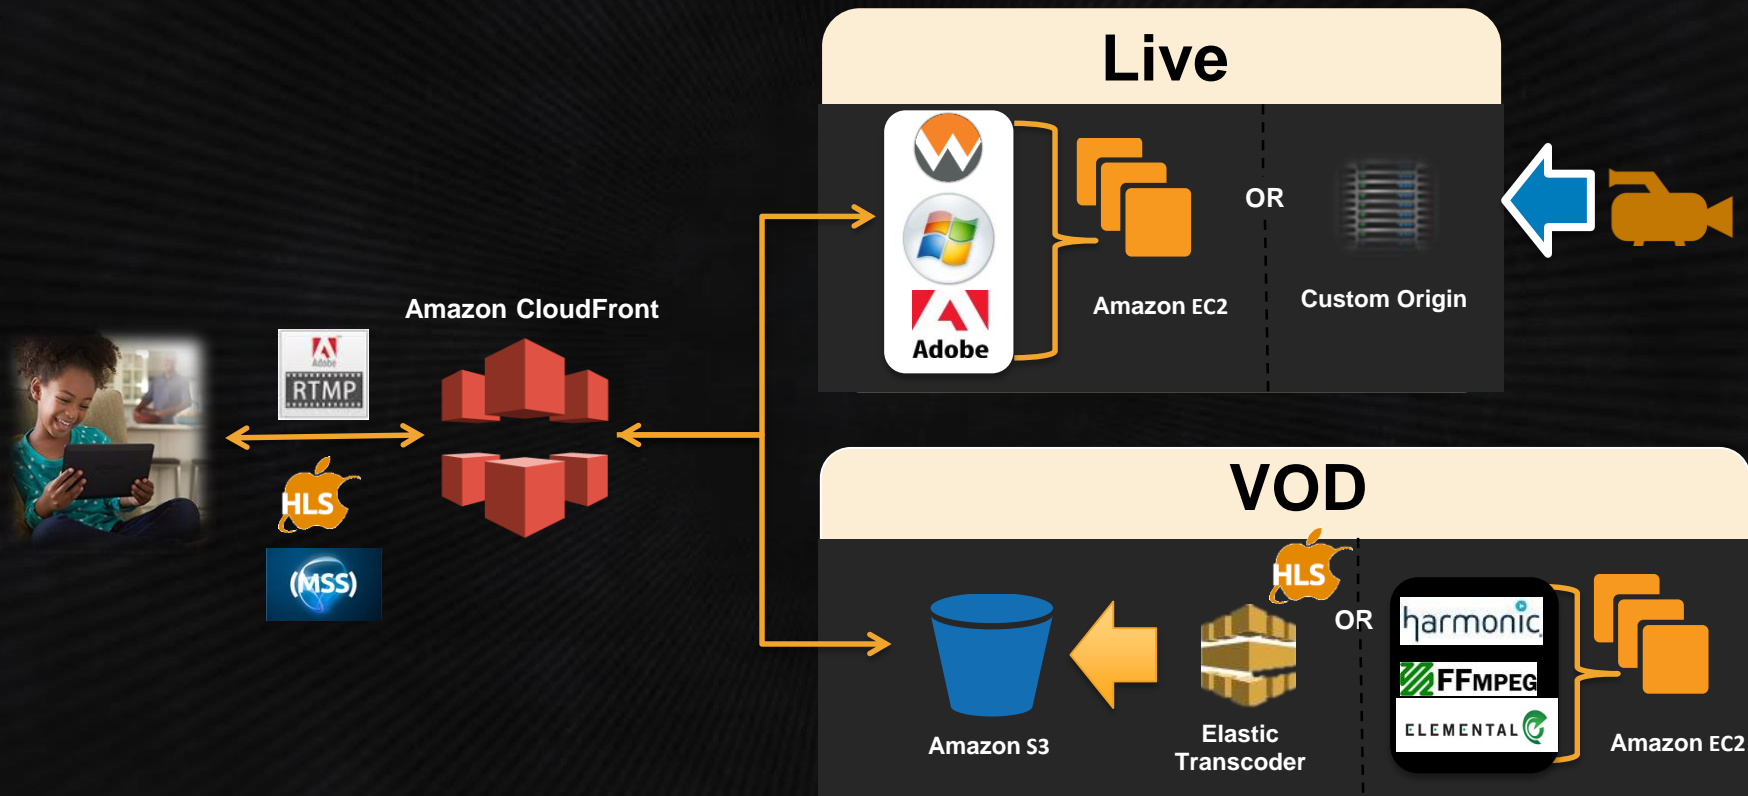 Live
OR
Amazon EC2
Custom Origin
Adobe
Amazon CloudFront
Adobe
RTMP
HLS
(MSS)
VOD
HLS
OR
harmonic
FFMPEG
ELEMENTAL
Amazon S3
Elastic
Transcoder
Amazon EC2